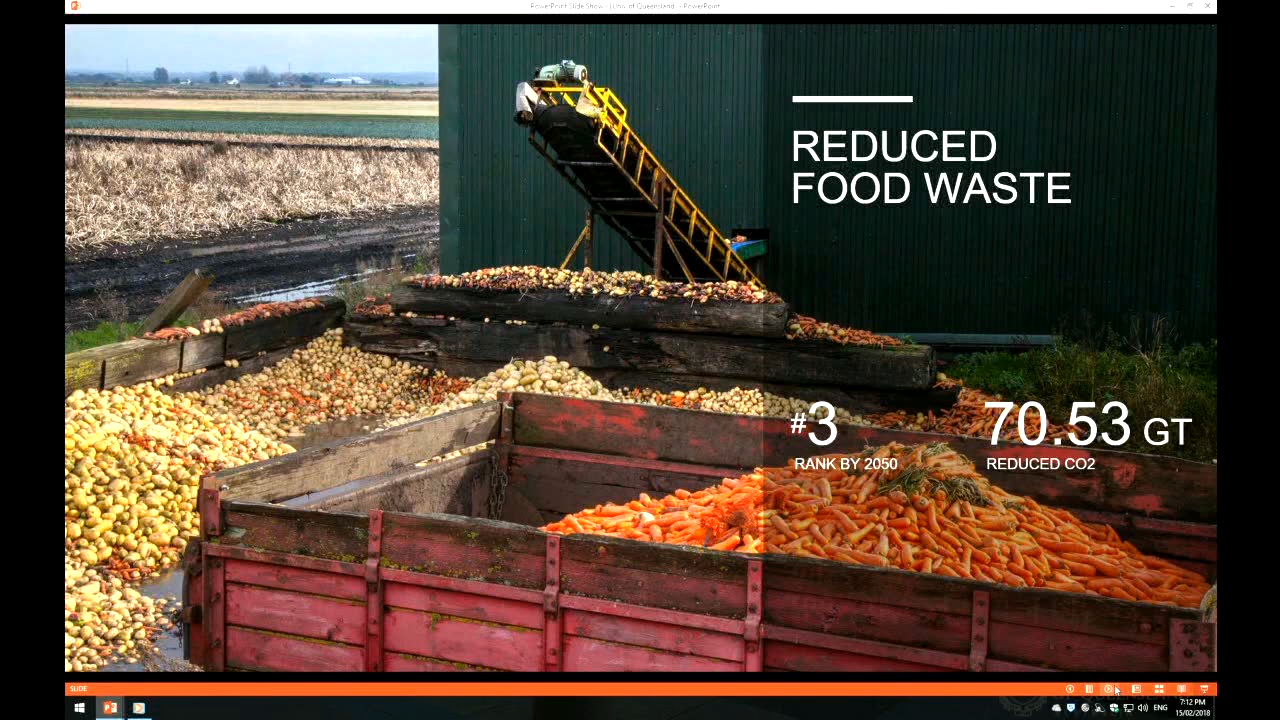 REDUCED
FOOD WASTE
#3
70.53 GT
RANK BY 2050
REDUCED CO2
SLIDE
7:12 PM
ENG
15/02/2018